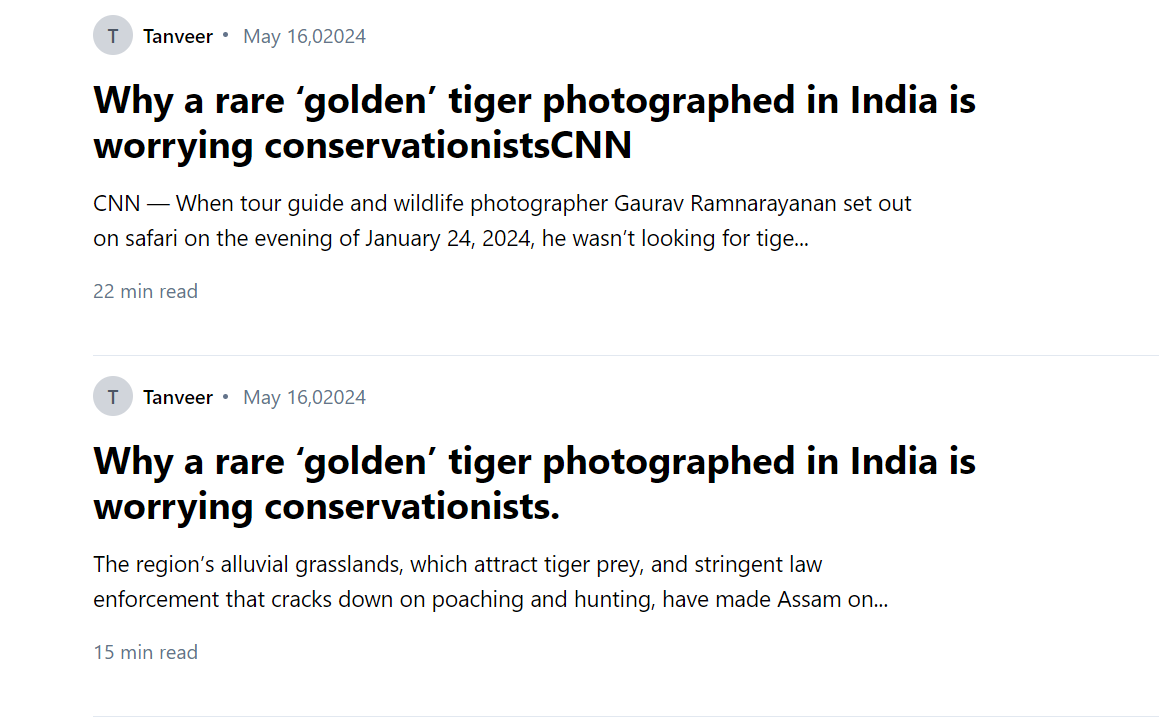 T Tanveer • May 16,02024
Why a rare ‘golden’ tiger photographed in India is
worrying conservationistsCNN
CNN — When tour guide and wildlife photographer Gaurav Ramnarayanan set out
on safari on the evening of January 24, 2024, he wasn’t looking for tige...
22 min read
T Tanveer • May 16,02024
Why a rare ‘golden’ tiger photographed in India is
worrying conservationists.
The region’s alluvial grasslands, which attract tiger prey, and stringent law
enforcement that cracks down on poaching and hunting, have made Assam on...
15 min read